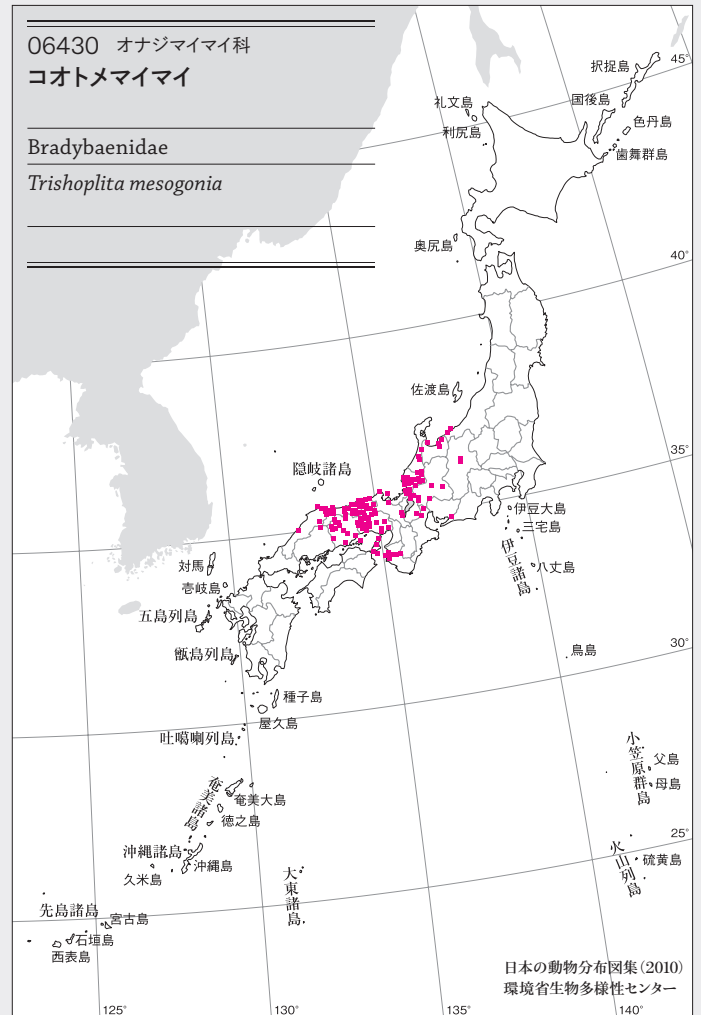 06430 オナジマイマイ科
コオトメマイマイ
Bradybaenidae
Trishoplita mesogonia
択捉島
国後島
色丹島
歯舞群島
礼文島
利尻島
奥尻島
佐渡島
隠岐諸島
対馬
壱岐島
五島列島
甑島列島
種子島
屋久島
吐噶喇列島
奄美諸島
奄美大島
徳之島
沖縄諸島
沖縄島
久米島
先島諸島
宮古島
石垣島
西表島
大東諸島
伊豆大島
三宅島
伊豆諸島
八丈島
鳥島
小笠原群島
父島
母島
火山列島
硫黄島
45°
40°
35°
30°
25°
125°
130°
135°
140°
日本の動物分布図集(2010)
環境省生物多様性センター